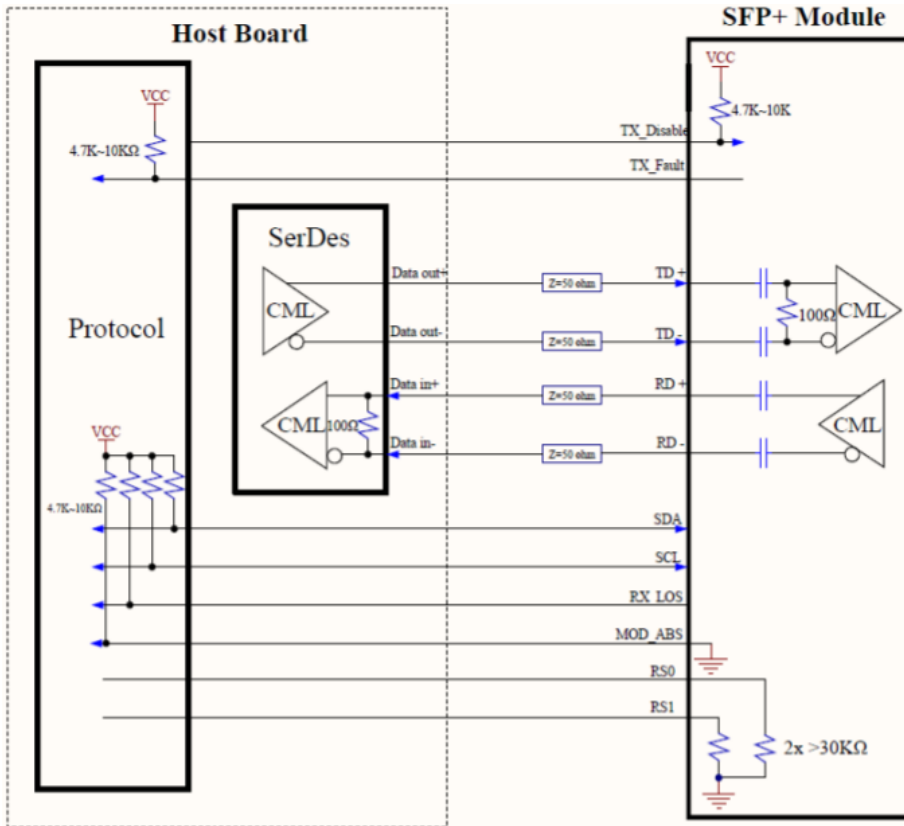 Host Board
SFP+ Module
VCC
4.7K~10KΩ
VCC
4.7K~10K
TX_Disable
TX_Fault
SerDes
Protocol
CML
Data out+
Z=50 ohm
TD +
100Ω
CML
Data out-
Z=50 ohm
TD -
Data in+
Z=50 ohm
RD +
CML
100Ω
CML
Data in-
Z=50 ohm
RD -
VCC
4.7K~10KΩ
SDA
SCL
RX_LOS
MOD_ABS
RS0
RS1
2x >30KΩ